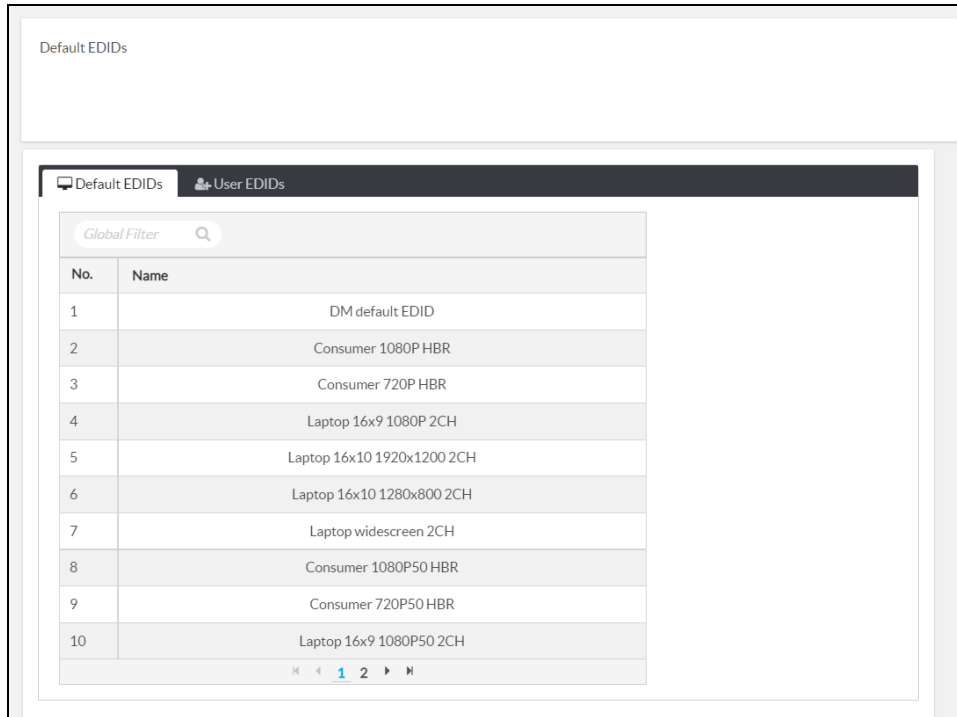 Default EDIDs
Default EDIDs User EDIDs
Global Filter
No. Name
1 DM default EDID
2 Consumer 1080P HBR
3 Consumer 720P HBR
4 Laptop 16x9 1080P 2CH
5 Laptop 16x10 1920x1200 2CH
6 Laptop 16x10 1280x800 2CH
7 Laptop widescreen 2CH
8 Consumer 1080P50 HBR
9 Consumer 720P50 HBR
10 Laptop 16x9 1080P50 2CH
1 2